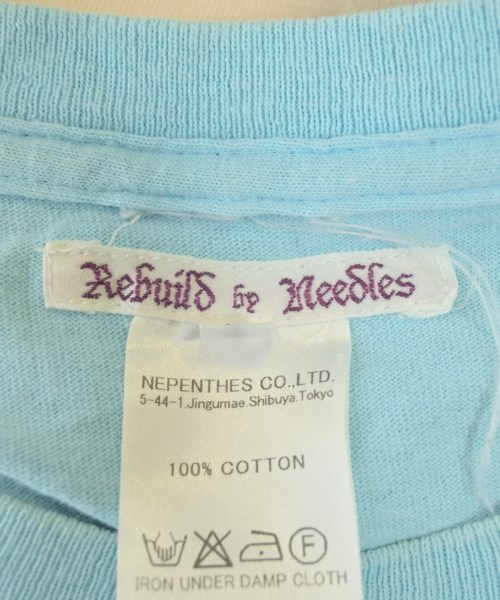 Rebuild by Needles
NEPENTHES CO.,LTD.
5-44-1.Jingumae.Shibuya.Tokyo
100% COTTON
F
IRON UNDER DAMP CLOTH